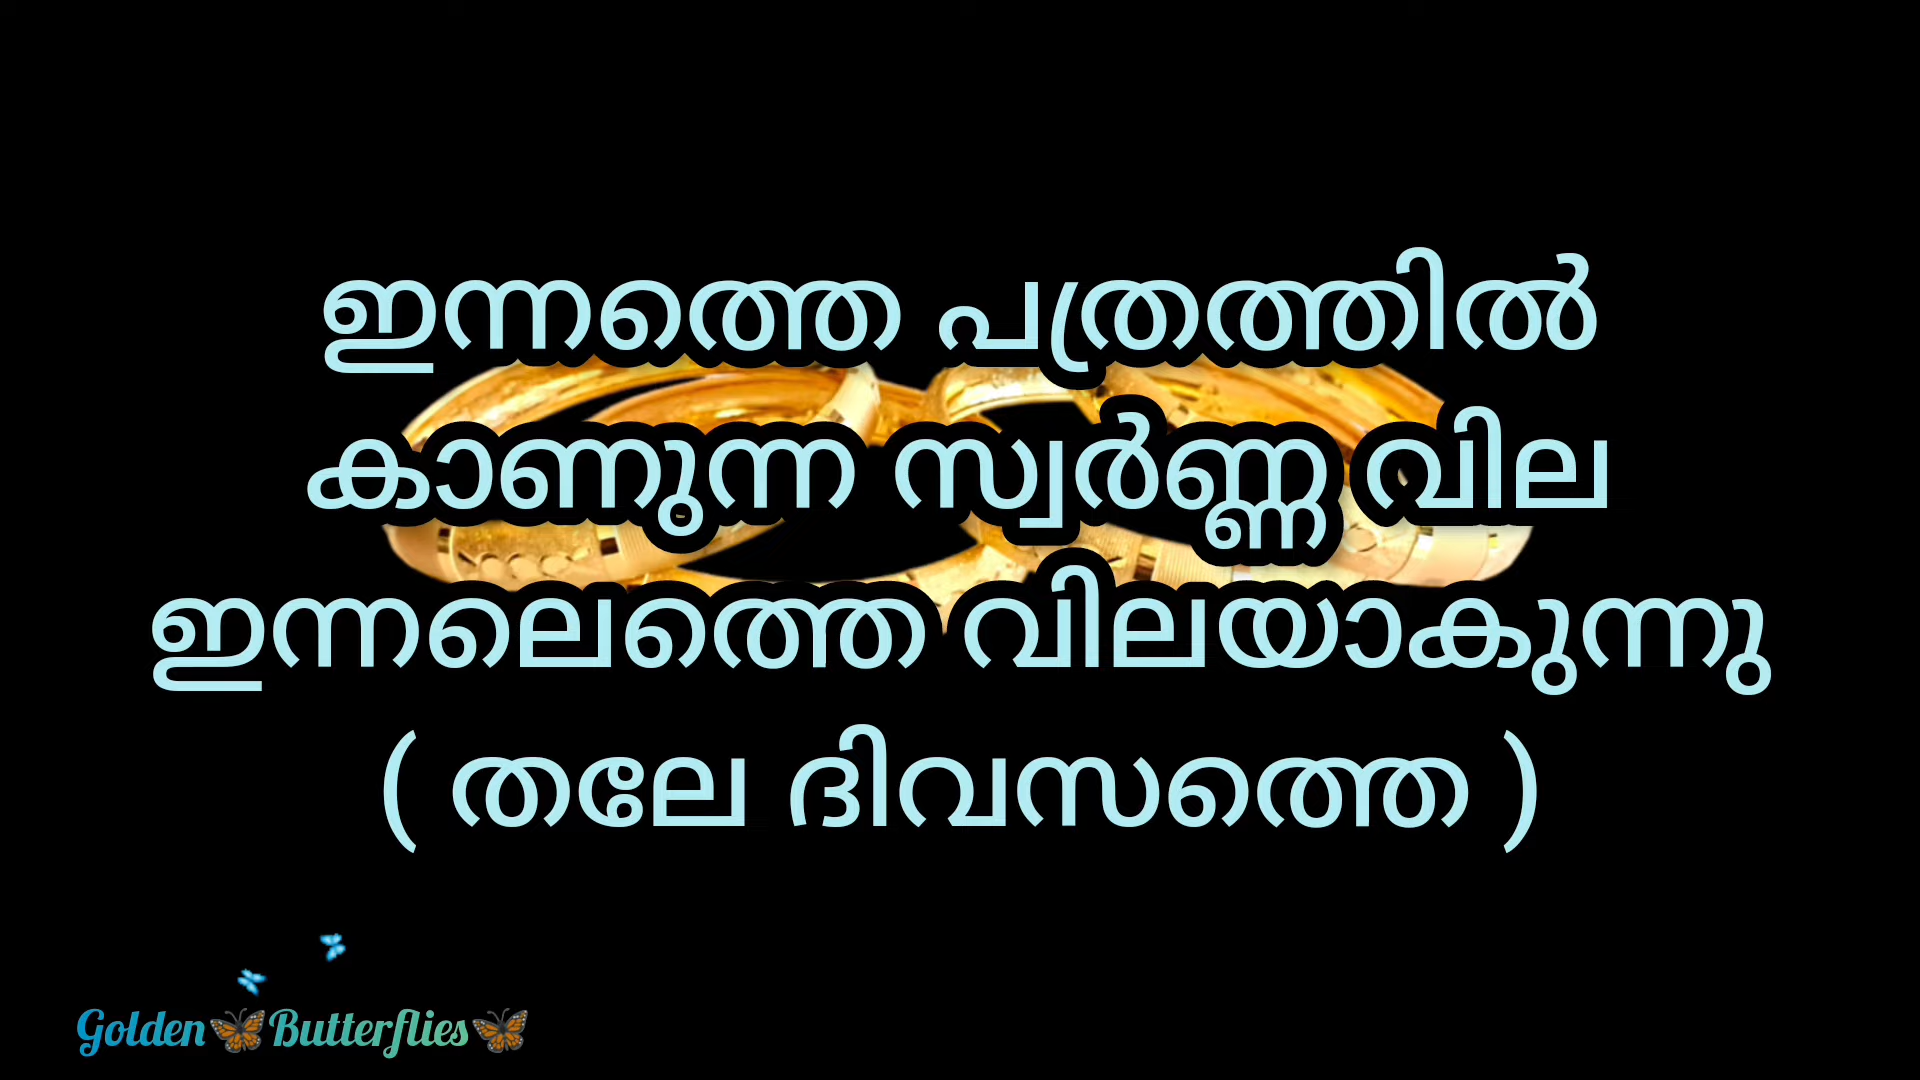 ഇന്നത്തെ പത്രത്തിൽ
കാണുന്ന സ്വർണ്ണ വില
ഇന്നലെത്തെ വിലയാകുന്നു
( തലേ ദിവസത്തെ )
Golden🦋Butterflies🦋